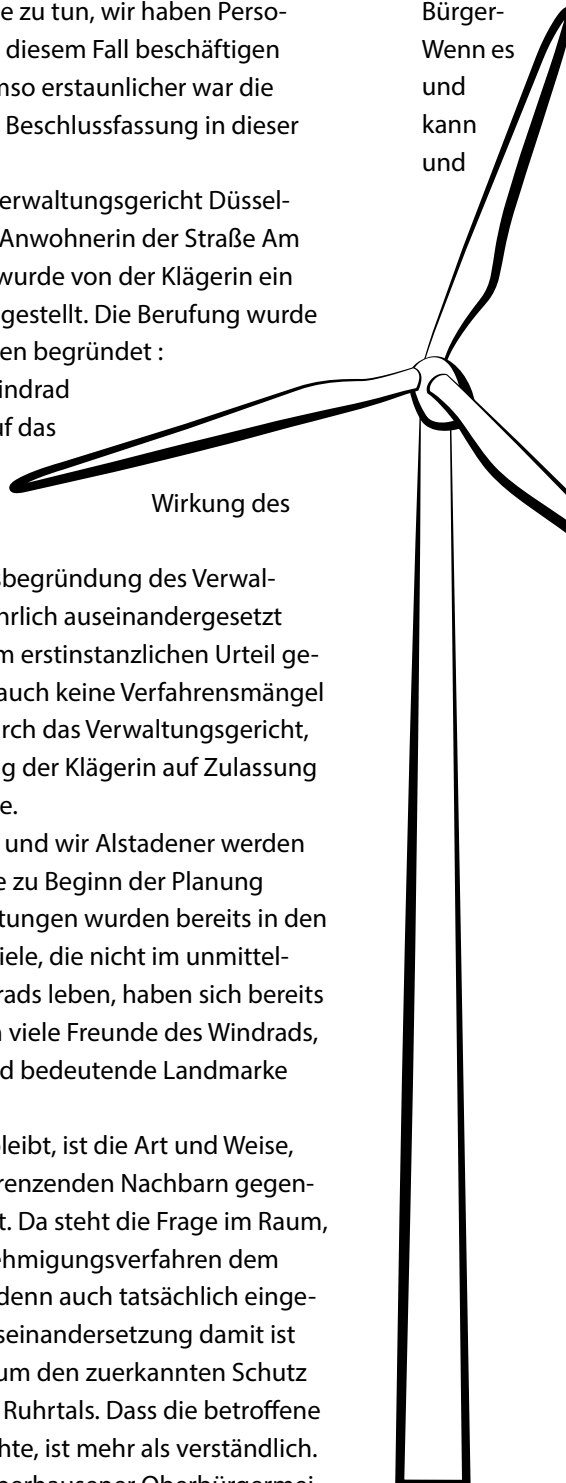 e zu tun, wir haben Perso-
diesem Fall beschäftigen
mso erstaunlicher war die
Beschlussfassung in dieser
erwaltungsgericht Düssel-
Anwohnerin der Straße Am
wurde von der Klägerin ein
gestellt. Die Berufung wurde
en begründet :
indrad
uf das
Wirkung des
sbegründung des Verwal-
hrlich auseinandergesetzt
m erstinstanzlichen Urteil ge-
auch keine Verfahrensmängel
rch das Verwaltungsgericht,
g der Klägerin auf Zulassung
e.
und wir Alstadener werden
e zu Beginn der Planung
tungen wurden bereits in den
iele, die nicht im unmittel-
rads leben, haben sich bereits
n viele Freunde des Windrads,
d bedeutende Landmarke
leibt, ist die Art und Weise,
renzenden Nachbarn gegen-
t. Da steht die Frage im Raum,
ehmigungsverfahren dem
denn auch tatsächlich einge-
seinandersetzung damit ist
um den zuerkannten Schutz
Ruhrtals. Dass die betroffene
hte, ist mehr als verständlich.
berhausener Oberbürgermei-
Bürger-
Wenn es
und
kann
und